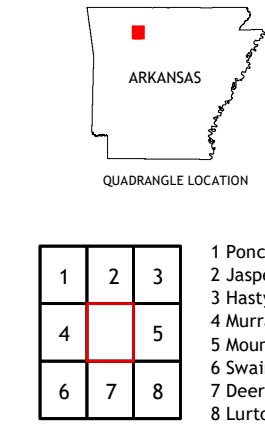 ARKANSAS
QUADRANGLE LOCATION
1 2 3
4 5
6 7 8
1 Ponc
2 Jaspe
3 Hasty
4 Murr
5 Moun
6 Swai
7 Deer
8 Lurto